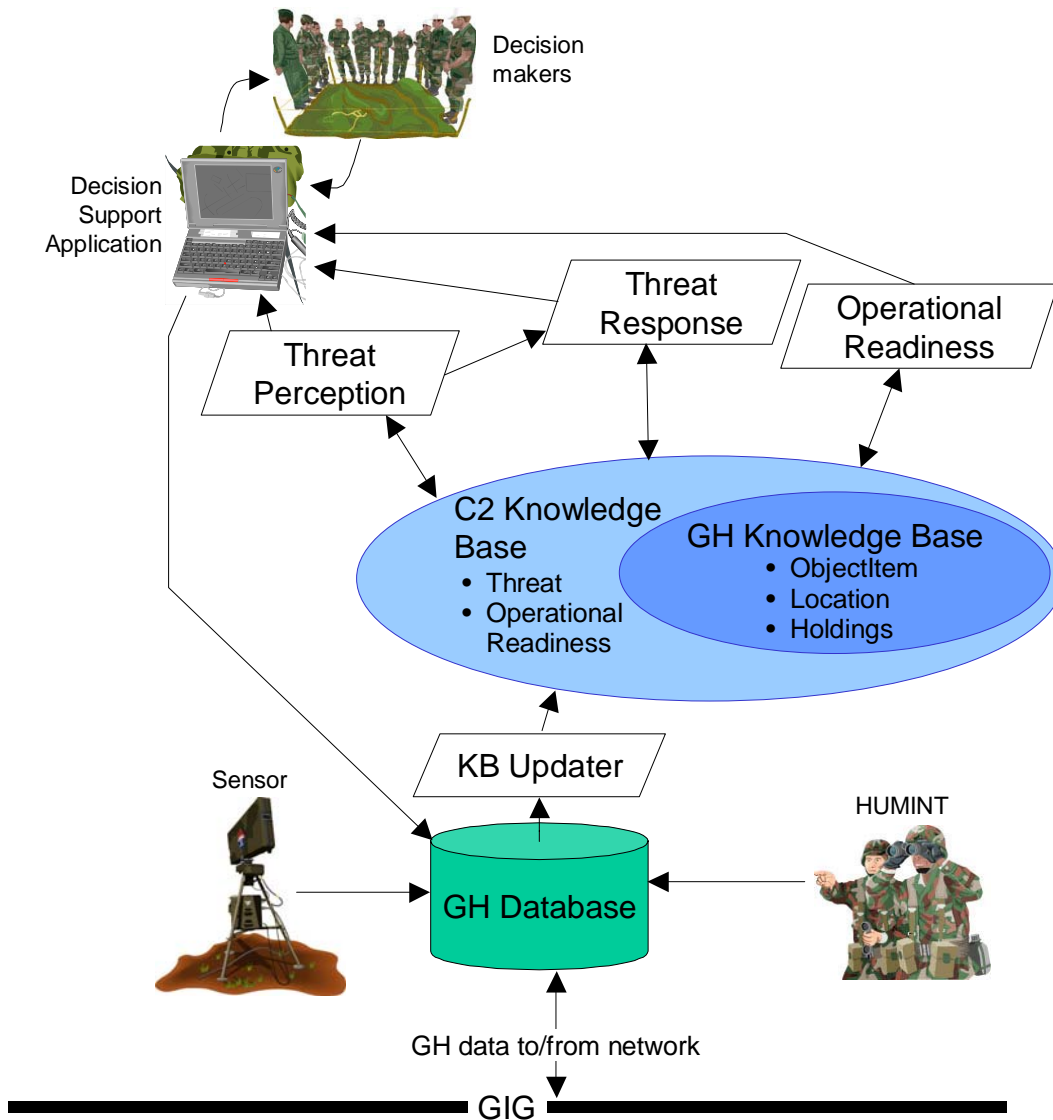 Decision
makers
Decision
Support
Application
Threat
Response
Operational
Readiness
Threat
Perception
C2 Knowledge
Base
• Threat
• Operational
Readiness
GH Knowledge Base
• ObjectItem
• Location
• Holdings
KB Updater
Sensor
HUMINT
GH Database
GH data to/from network
GIG